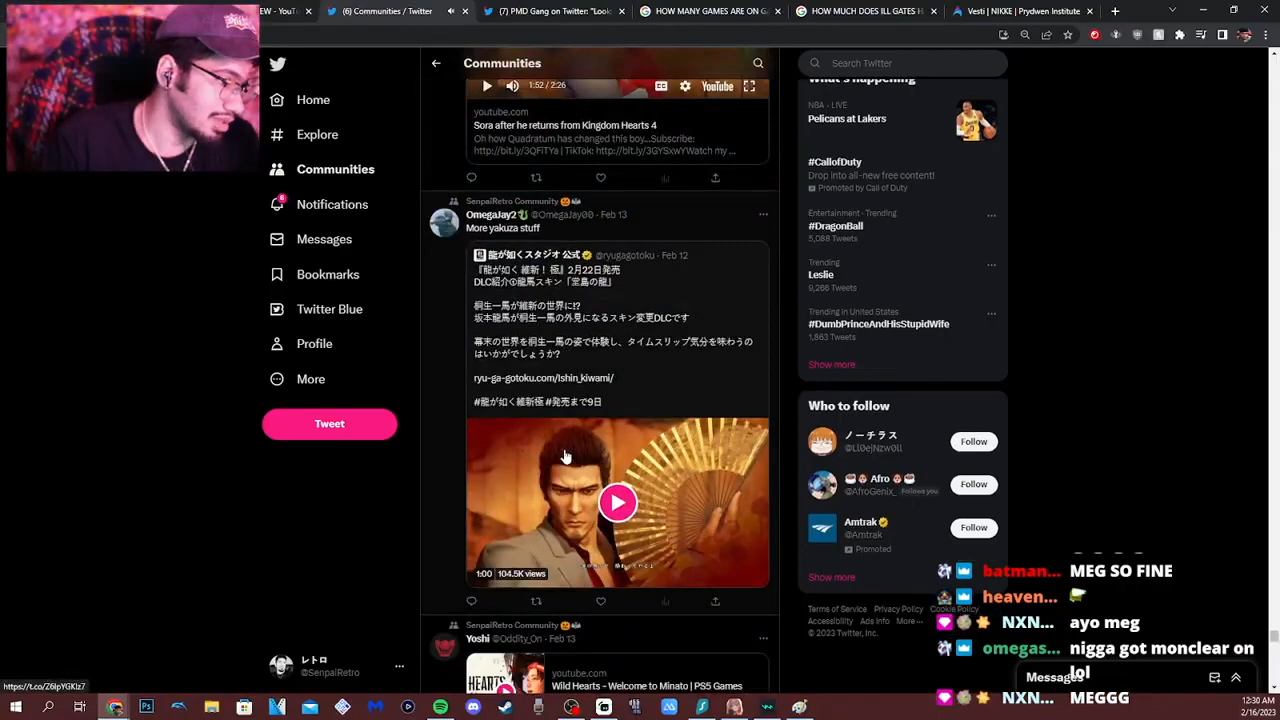 EW - YouT
(6) Communities / Twitter
PMD Gang on Twitter: "Look
HOW MANY GAMES ARE ON G
HOW MUCH DOES ILL GATES H
Vesti | NIKKE | Prydwen Institute
Home
Explore
Communities
6
Notifications
Messages
Bookmarks
Twitter Blue
Profile
More
Tweet
レトロ
@SenpaiRetro
https://t.co/Z6lpYGKlz7
Communities
1:52 / 2:26
YouTube
youtube.com
Sora after he returns from Kingdom Hearts 4
Oh how Quadratum has changed this boy...Subscribe:
http://bit.ly/3QFiTYa | TikTok: http://bit.ly/3GYSxWYWatch my ...
SenpaiRetro Community
OmegaJay2 @OmegaJay00 · Feb 13
More yakuza stuff
龍が如くスタジオ 公式 @ryugagotoku · Feb 12
『龍が如く 維新！ 極』2月22日発売
DLC紹介①龍馬スキン「堂島の龍」
桐生一馬が維新の世界に!?
坂本龍馬が桐生一馬の外見になるスキン変更DLCです
幕末の世界を桐生一馬の姿で体験し、タイムスリップ気分を味わうの
はいかがでしょうか?
ryu-ga-gotoku.com/ishin_kiwami/
#龍が如く維新極 #発売まで9日
1:00
104.5K views
SenpaiRetro Community
Yoshi @Oddity_On · Feb 13
youtube.com
Wild Hearts - Welcome to Minato | PS5 Games
Search Twitter
What's happening
NBA · LIVE
Pelicans at Lakers
#CallofDuty
Drop into all-new free content!
Promoted by Call of Duty
Entertainment · Trending
#DragonBall
5,088 Tweets
Trending
Leslie
9,266 Tweets
Trending in United States
#DumbPrinceAndHisStupidWife
1,863 Tweets
Show more
Who to follow
ノーチラス
@Ll0ejNzw0ll
Follow
Afro
@AfroGenix_ Follows you
Follow
Amtrak
@Amtrak
Follow
Promoted
Show more
Terms of Service Privacy Policy Cookie Policy
Accessibility Ads info More
© 2023 Twitter, Inc.
batman... MEG SO FINE
heaven...
NXN... ayo meg
omegas... nigga got monclear on
lol
Messages
NXN... MEGGG
12:30 AM
2/16/2023